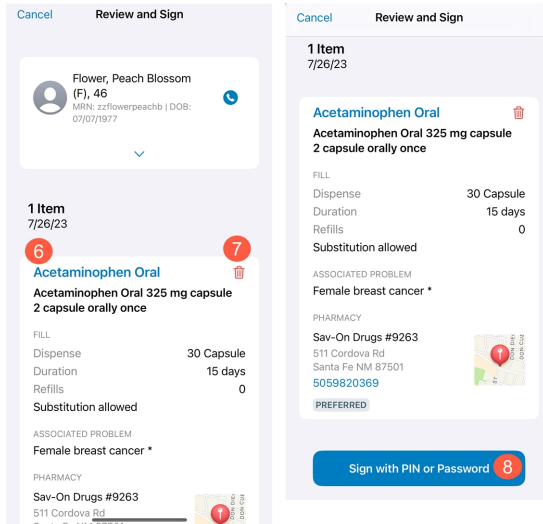 Cancel Review and Sign
Flower, Peach Blossom
(F), 46
MRN: zzflowerpeachb | DOB:
07/07/1977
1 Item
7/26/23
6 7
Acetaminophen Oral
Acetaminophen Oral 325 mg capsule
2 capsule orally once
FILL
Dispense 30 Capsule
Duration 15 days
Refills 0
Substitution allowed
ASSOCIATED PROBLEM
Female breast cancer *
PHARMACY
Sav-On Drugs #9263
511 Cordova Rd
Cancel Review and Sign
1 Item
7/26/23
Acetaminophen Oral
Acetaminophen Oral 325 mg capsule
2 capsule orally once
FILL
Dispense 30 Capsule
Duration 15 days
Refills 0
Substitution allowed
ASSOCIATED PROBLEM
Female breast cancer *
PHARMACY
Sav-On Drugs #9263
511 Cordova Rd
Santa Fe NM 87501
5059820369
PREFERRED
Sign with PIN or Password 8